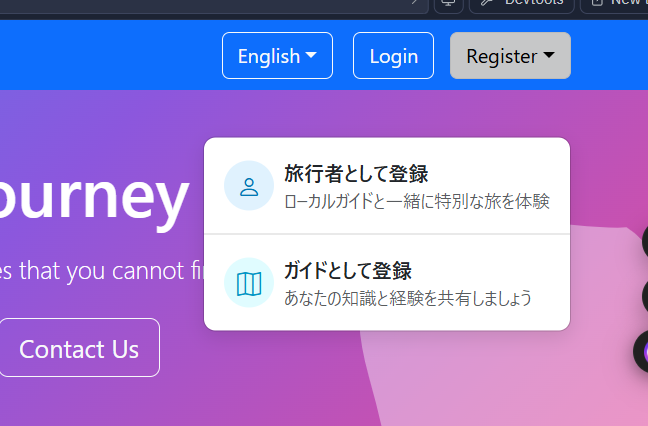 Devtools
New
English
Login
Register
旅行者として登録
ローカルガイドと一緒に特別な旅を体験
ourney
ガイドとして登録
es that you cannot fi
あなたの知識と経験を共有しましょう
Contact Us